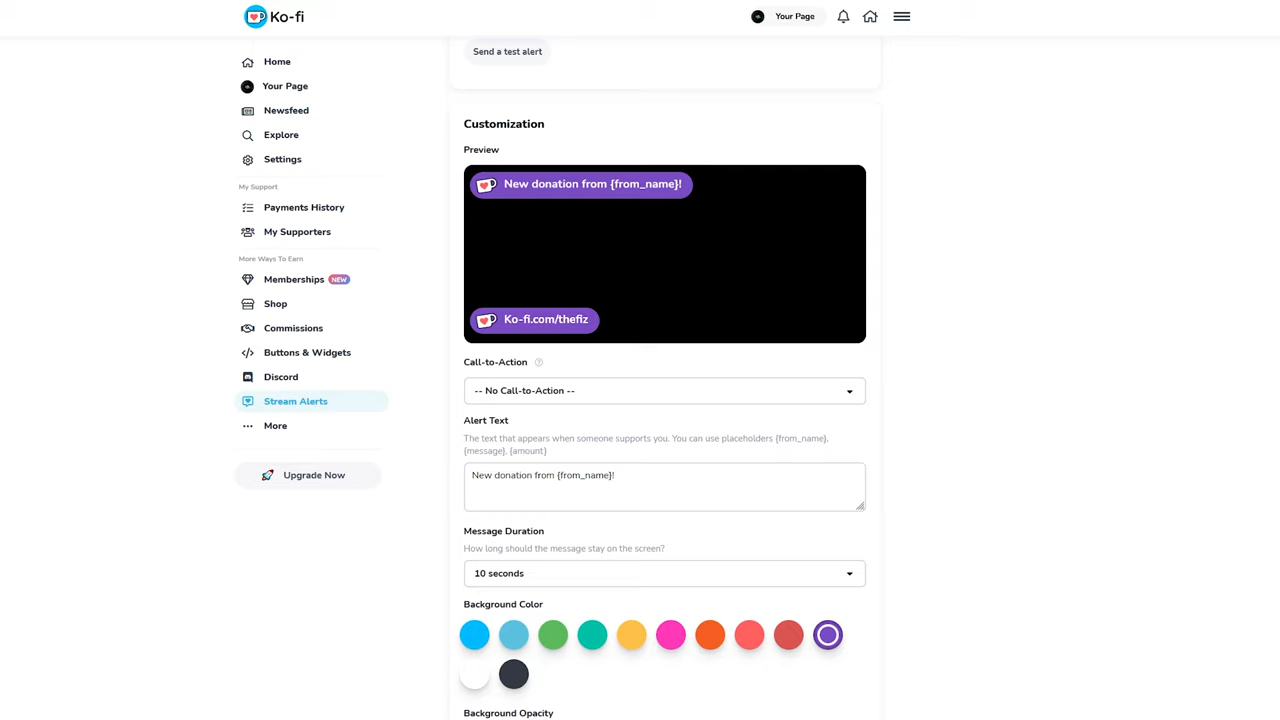 Ko-fi
Your Page
Home
Your Page
Newsfeed
Explore
Settings
My Support
Payments History
My Supporters
More Ways To Earn
Memberships NEW
Shop
Commissions
Buttons & Widgets
Discord
Stream Alerts
More
Upgrade Now
Send a test alert
Customization
Preview
New donation from {from_name}!
Ko-fi.com/thefiz
Call-to-Action ?
-- No Call-to-Action --
Alert Text
The text that appears when someone supports you. You can use placeholders {from_name},
{message}, {amount}
New donation from {from_name}!
Message Duration
How long should the message stay on the screen?
10 seconds
Background Color
Background Opacity